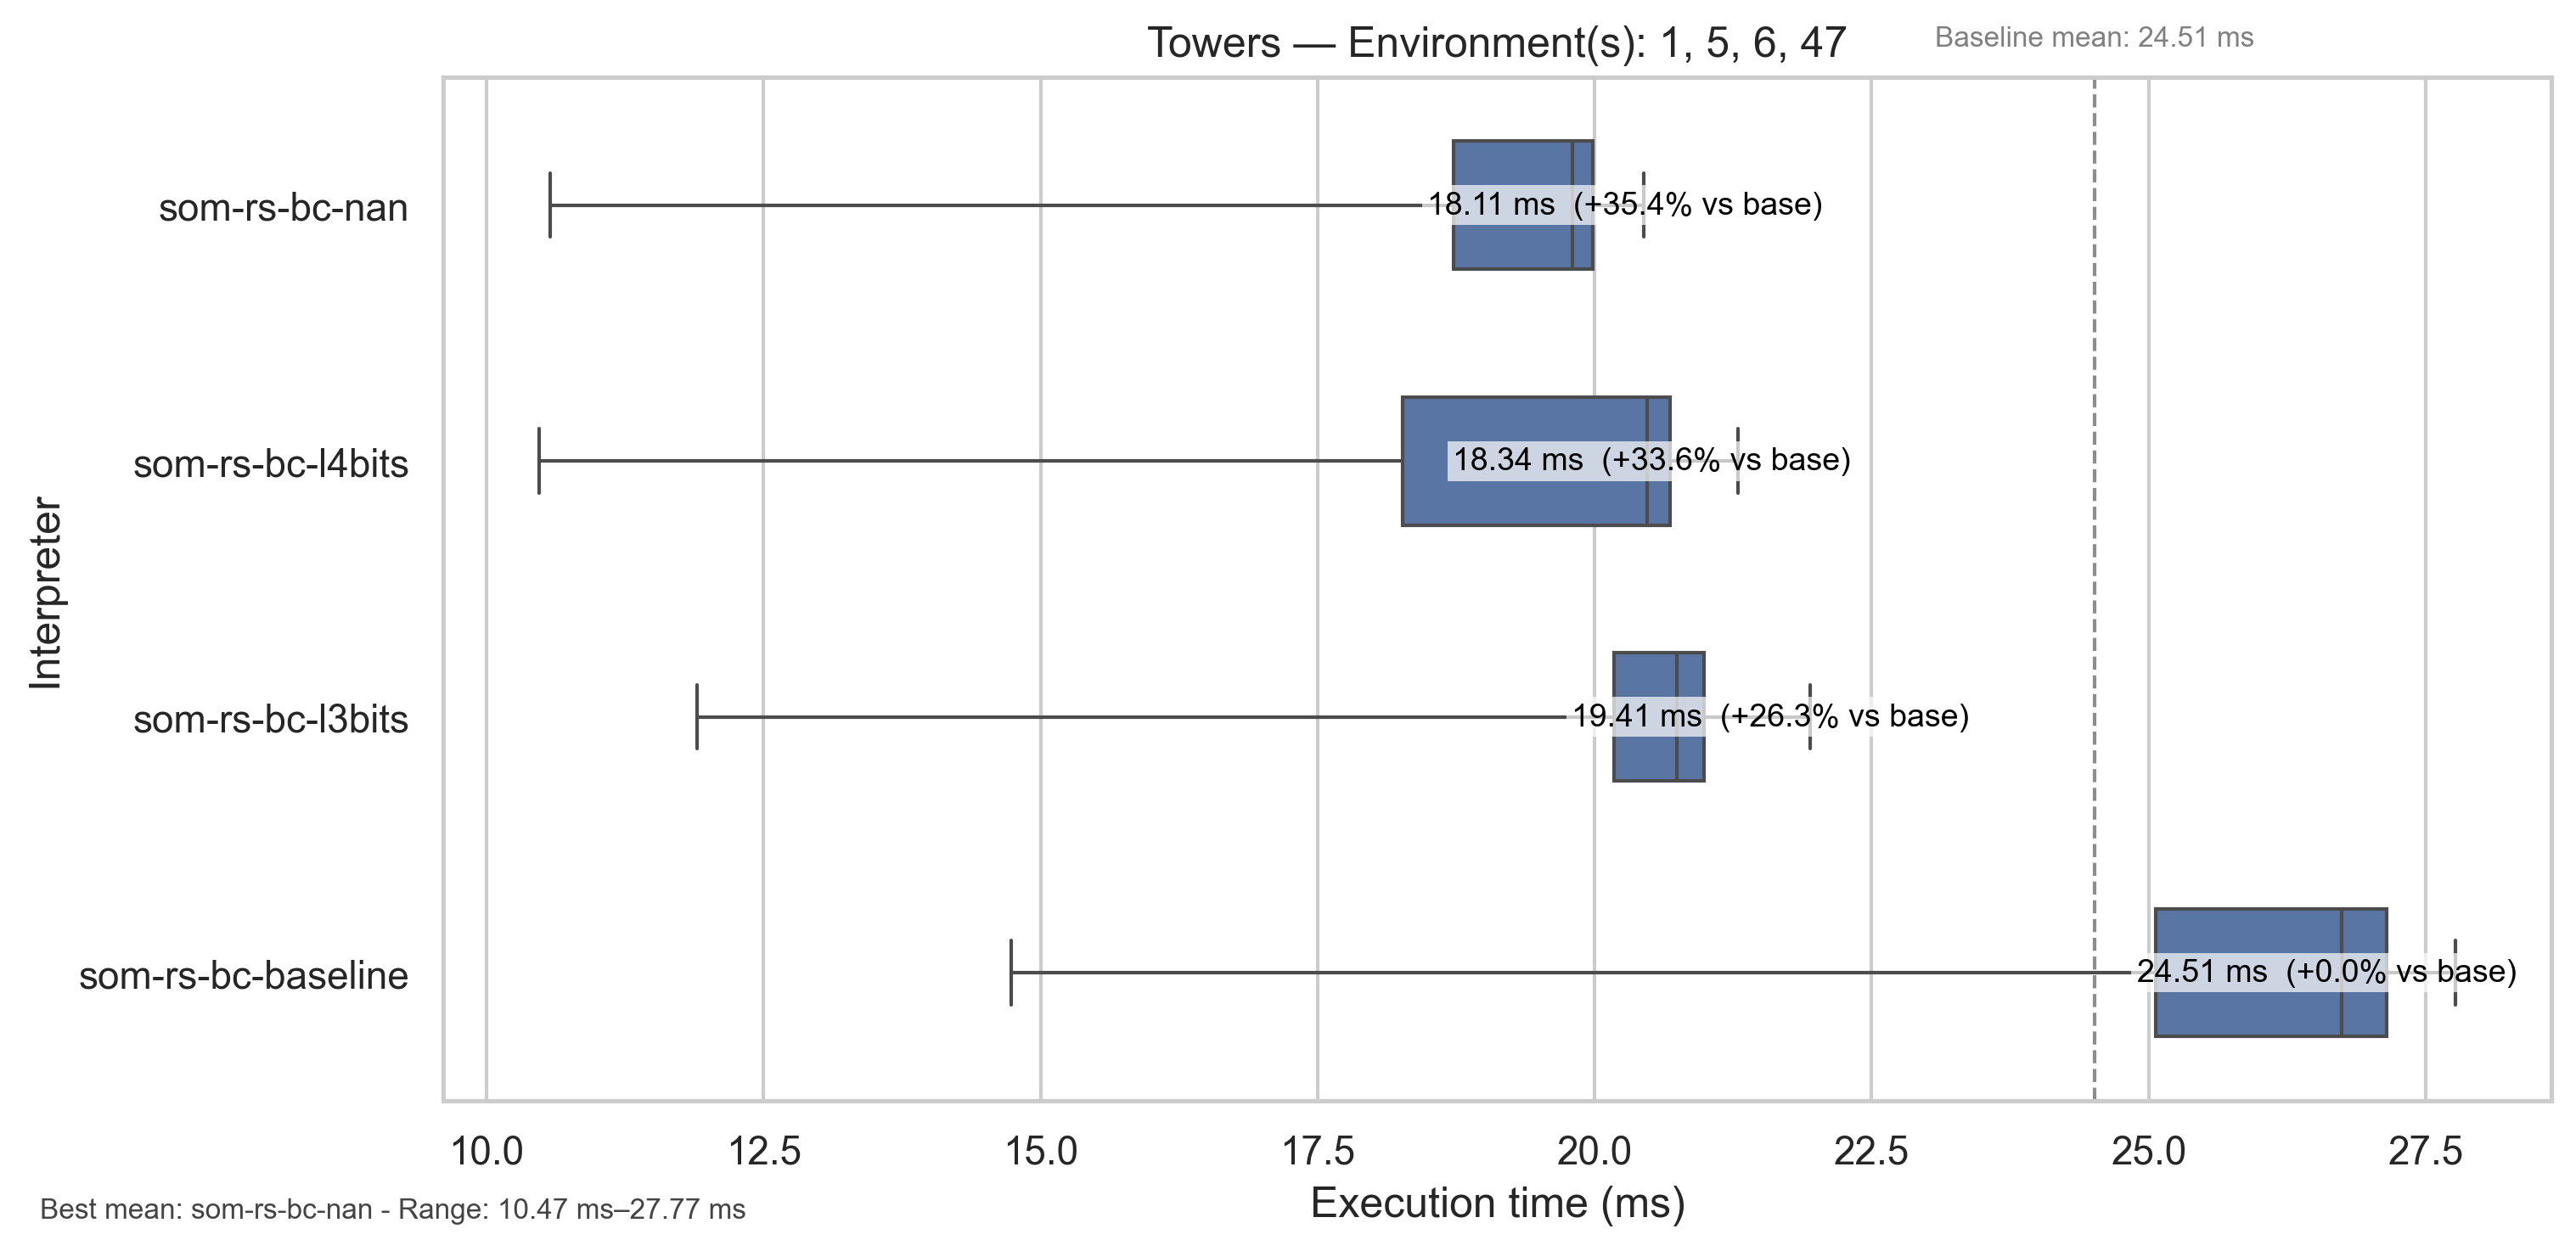 Towers — Environment(s): 1, 5, 6, 47
Baseline mean: 24.51 ms
Interpreter
som-rs-bc-nan
18.11 ms  (+35.4% vs base)
som-rs-bc-l4bits
18.34 ms  (+33.6% vs base)
som-rs-bc-l3bits
19.41 ms  (+26.3% vs base)
som-rs-bc-baseline
24.51 ms  (+0.0% vs base)
10.0 12.5 15.0 17.5 20.0 22.5 25.0 27.5
Execution time (ms)
Best mean: som-rs-bc-nan - Range: 10.47 ms–27.77 ms